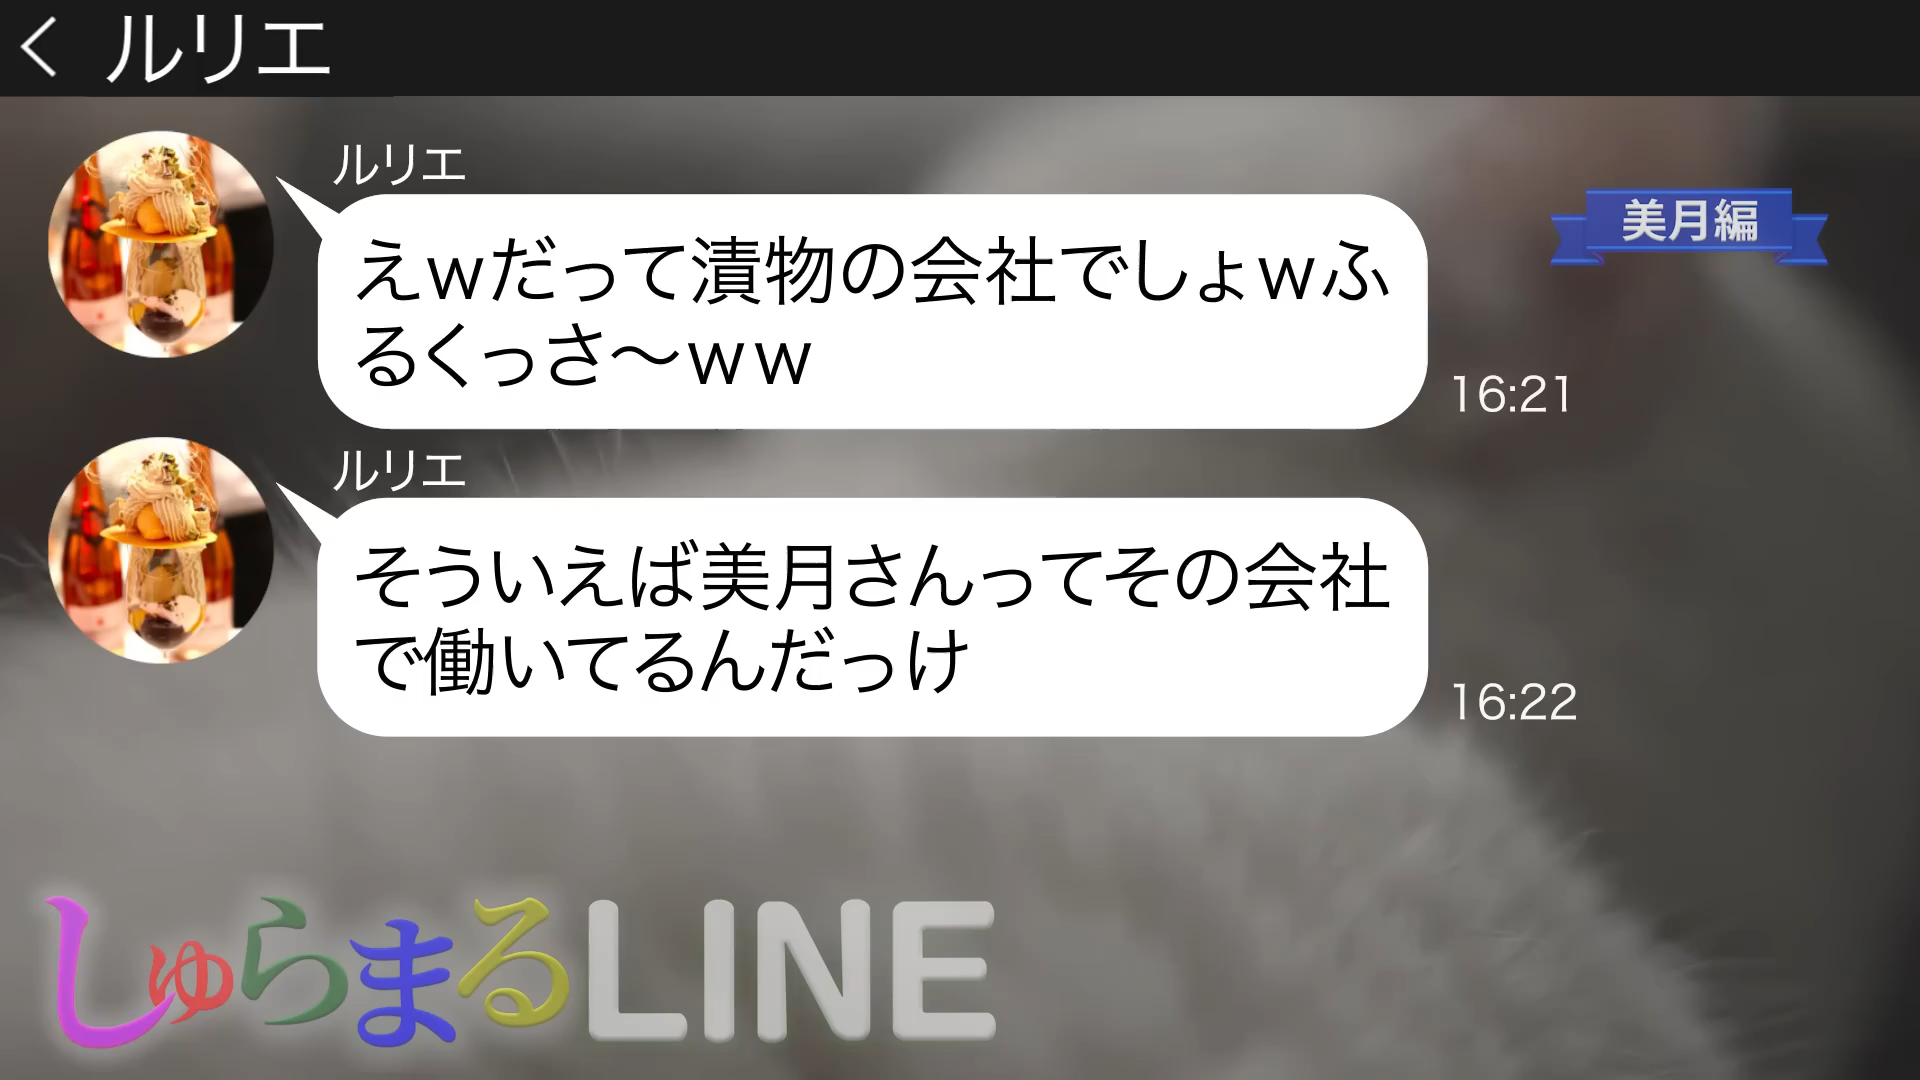 ルリエ
ルリエ
美月編
えｗだって漬物の会社でしょｗふ
るくっさ～ｗｗ
16:21
ルリエ
そういえば美月さんってその会社
で働いてるんだっけ
16:22
しゅらまるLINE